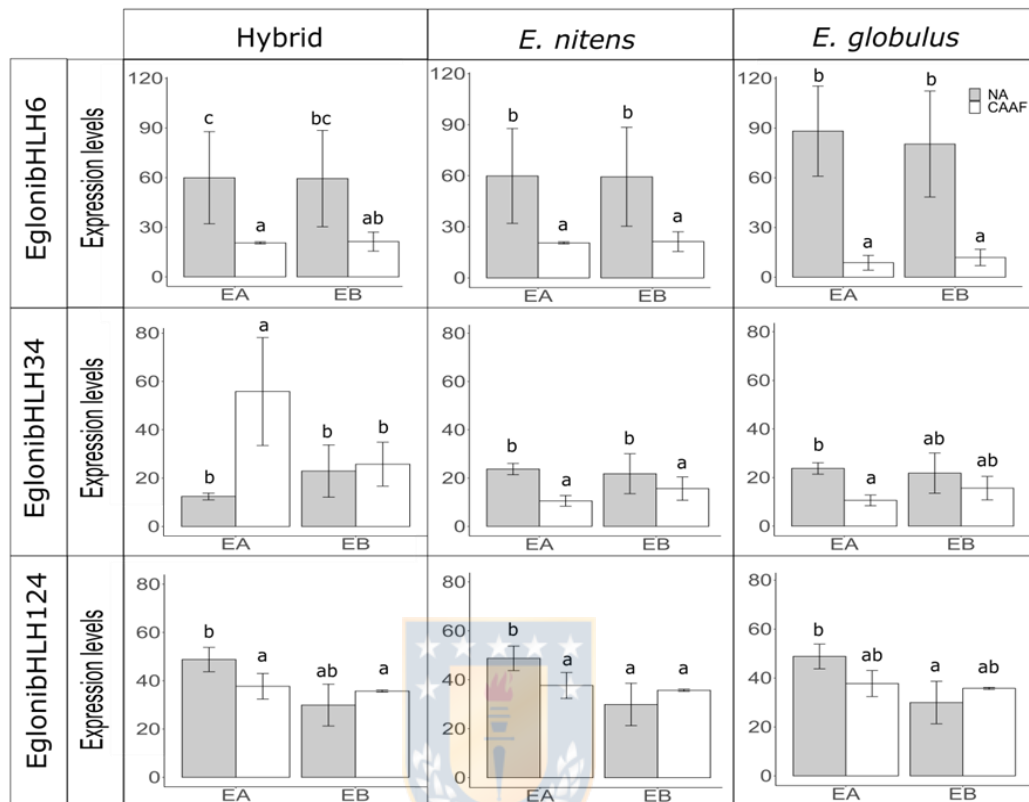 Hybrid
E. nitens
E. globulus
EglonibHLH6
Expression levels
120
90
60
30
0
c
a
bc
ab
EA
EB
120
90
60
30
0
b
a
b
a
EA
EB
120
90
60
30
0
b
a
b
a
NA
CAAF
EA
EB
EglonibHLH34
Expression levels
80
60
40
20
0
b
a
b
b
EA
EB
80
60
40
20
0
b
a
b
a
EA
EB
80
60
40
20
0
b
a
ab
ab
EA
EB
EglonibHLH124
Expression levels
80
60
40
20
0
b
a
ab
a
EA
EB
80
60
40
20
0
b
a
a
a
EA
EB
80
60
40
20
0
b
ab
a
ab
EA
EB